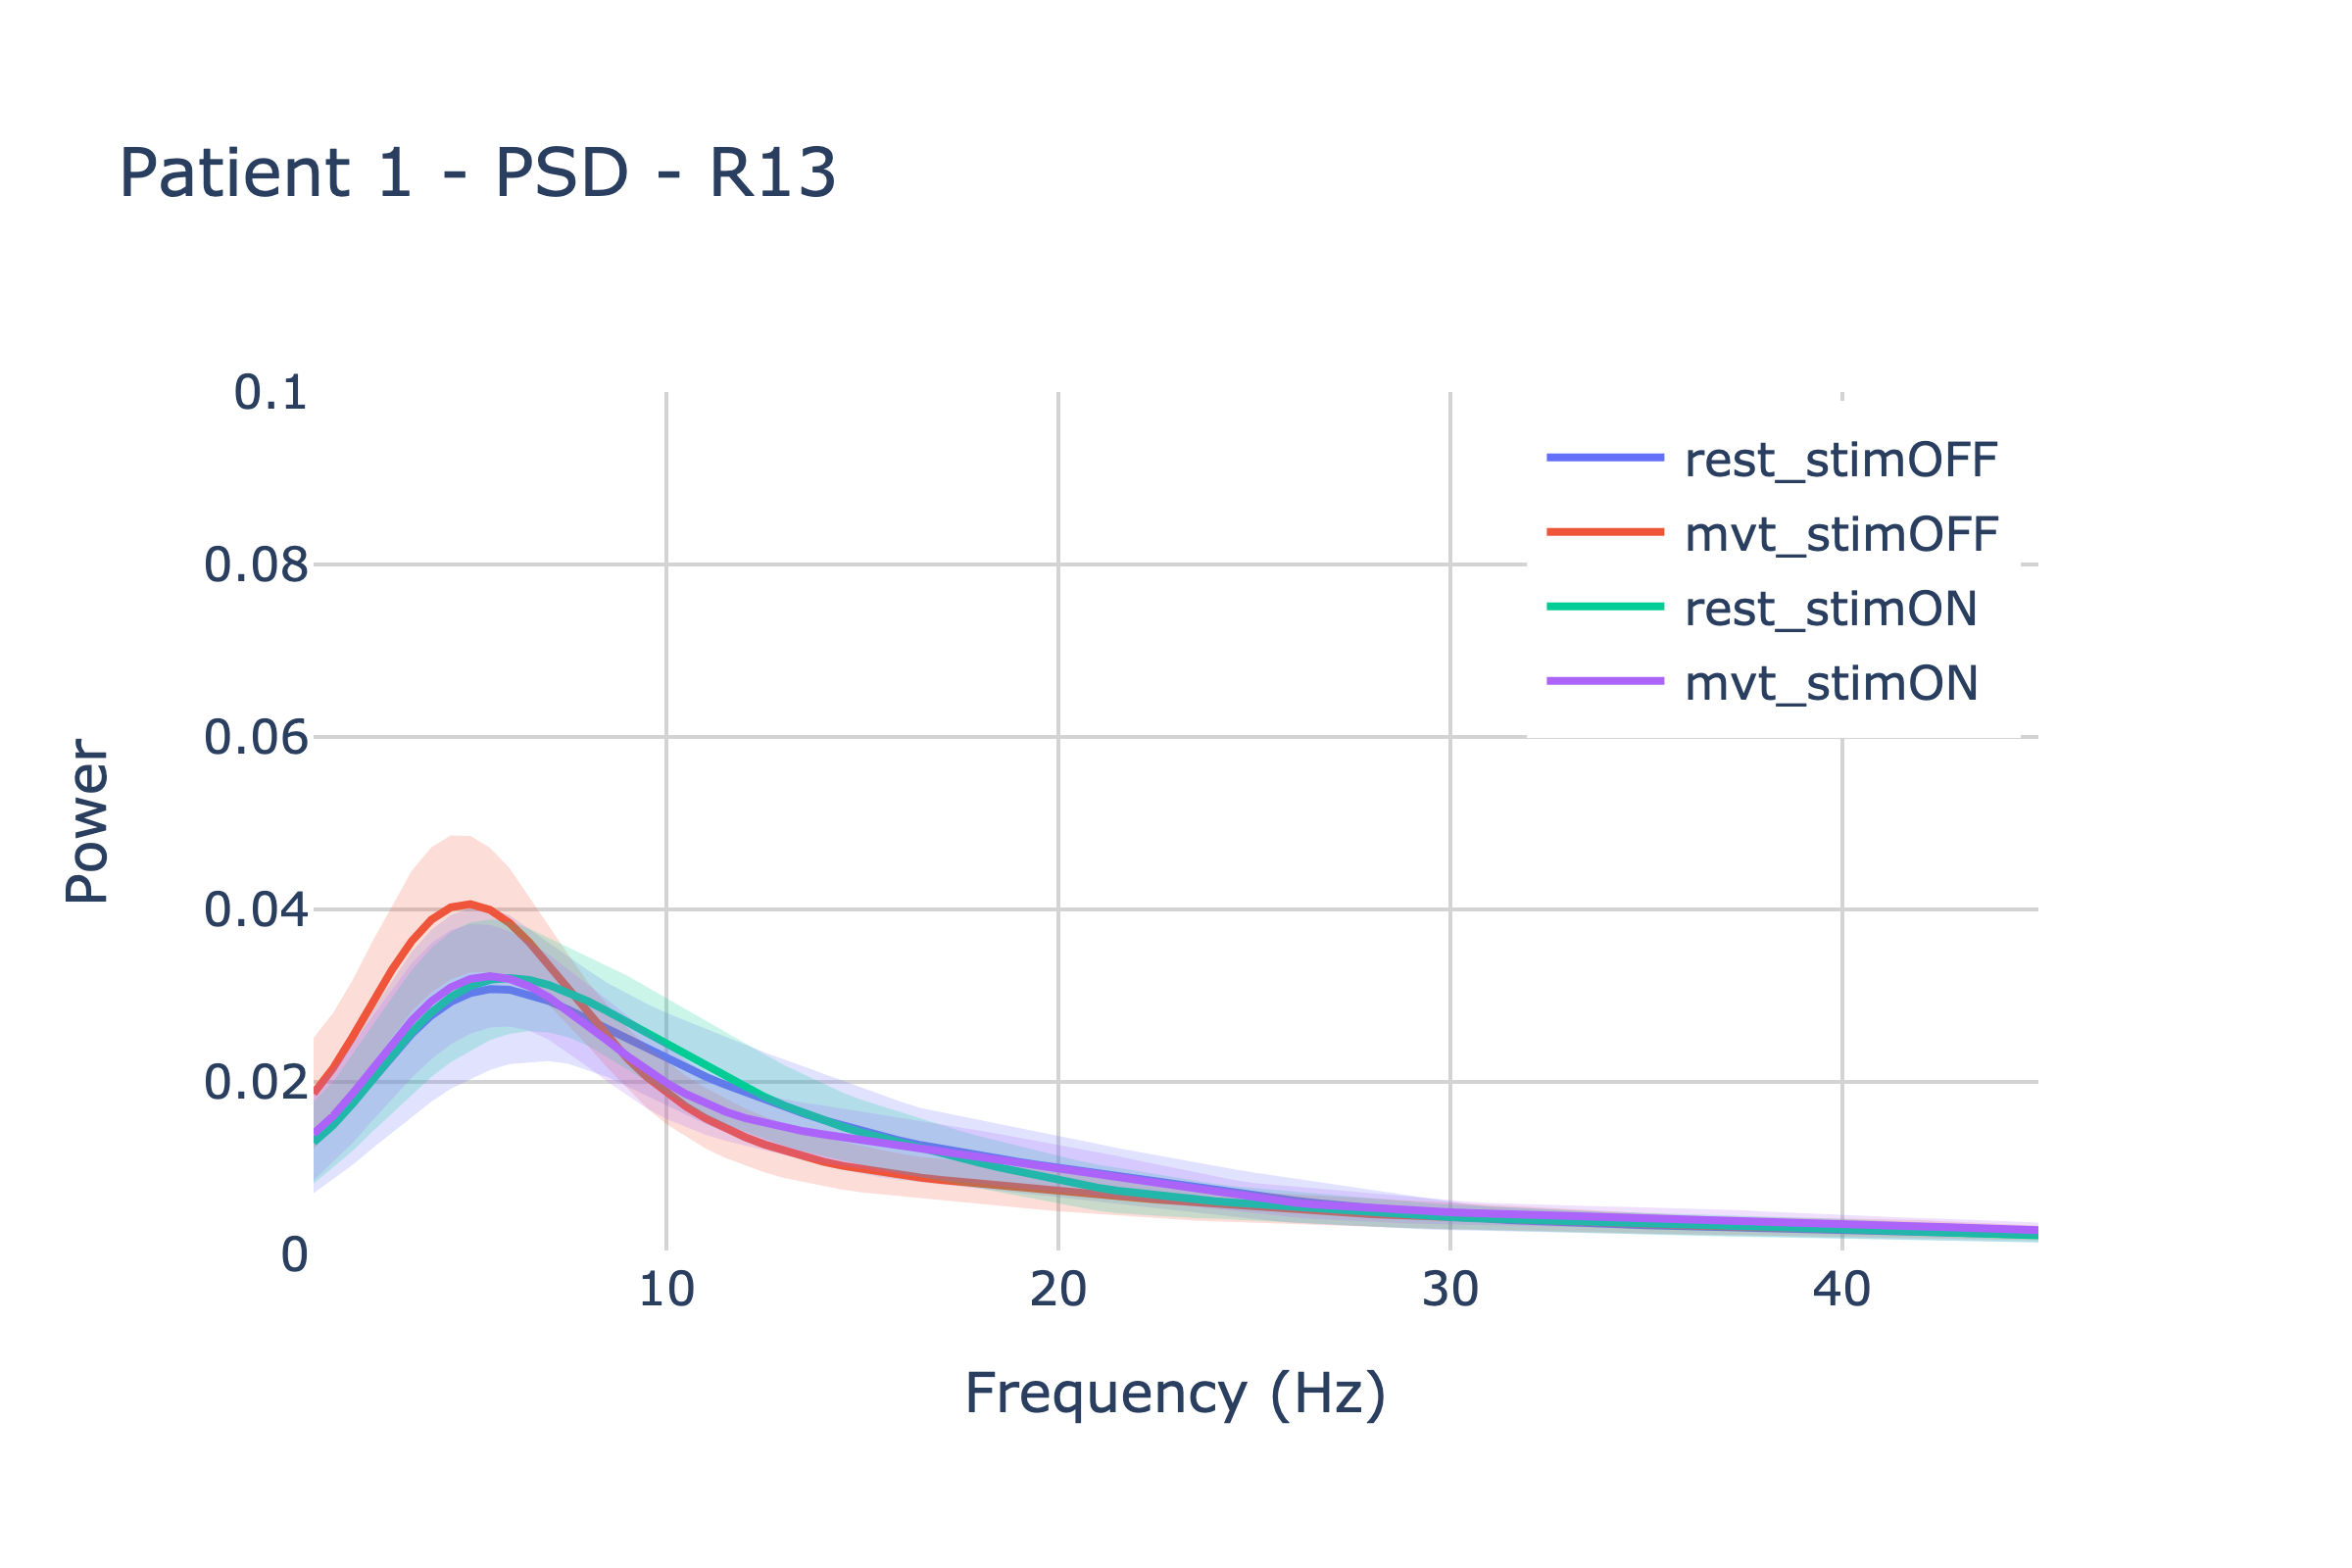 Patient 1 - PSD - R13
0.1
0.08
0.06
0.04
0.02
0
Power
rest_stimOFF
mvt_stimOFF
rest_stimON
mvt_stimON
10 20 30 40
Frequency (Hz)